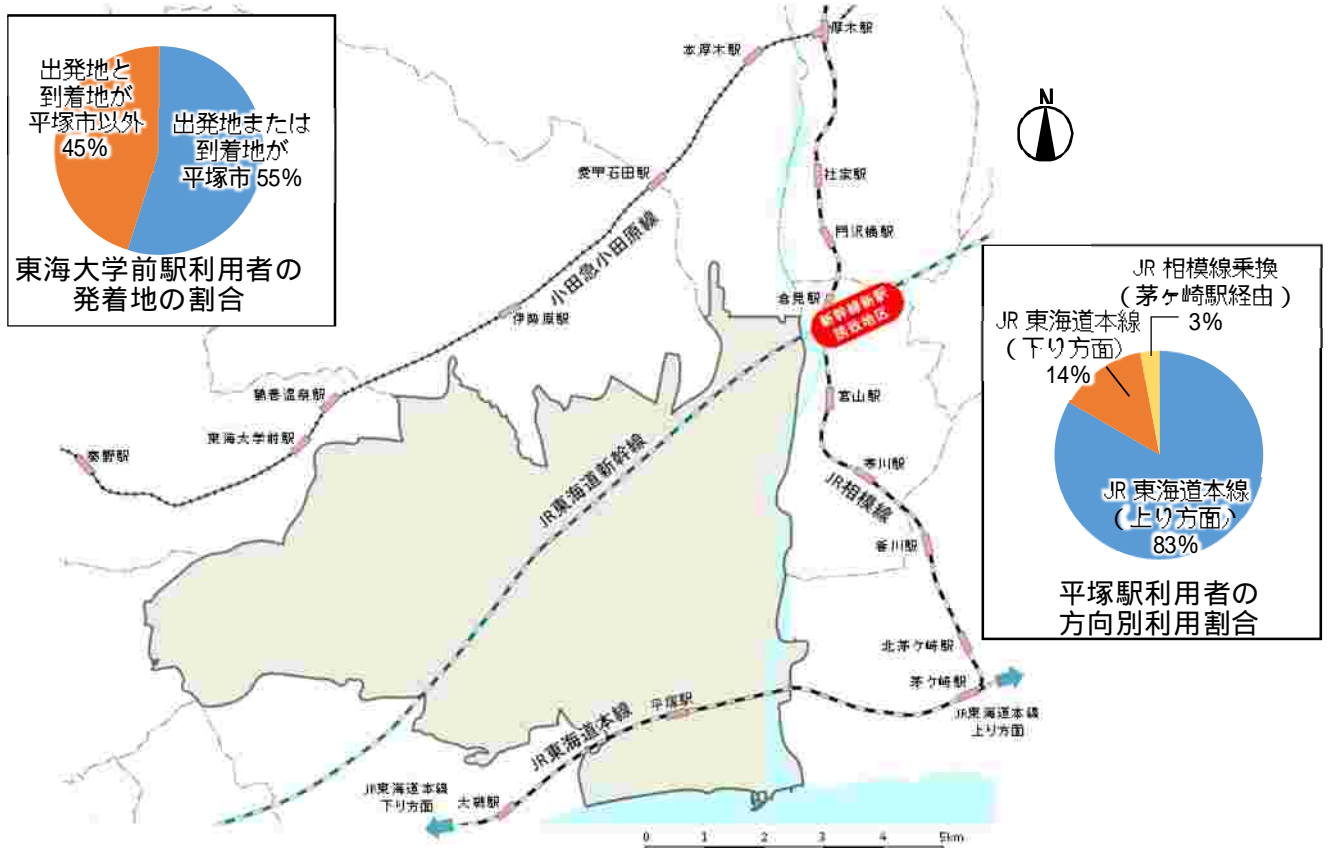 出発地と
到着地が
平塚市以外
45%
出発地または
到着地が
平塚市 55%
東海大学前駅利用者の
発着地の割合
本厚木駅
厚木駅
N
愛甲石田駅
社家駅
小田急小田原線
門沢橋駅
倉見駅
新幹線新駅
誘致地区
伊勢原駅
JR 相模線乗換
(茅ヶ崎駅経由)
3%
JR 東海道本線
(下り方面)
14%
JR 東海道本線
(上り方面)
83%
平塚駅利用者の
方向別利用割合
鶴巻温泉駅
宮山駅
東海大学前駅
秦野駅
JR東海道新幹線
寒川駅
JR相模線
香川駅
北茅ケ崎駅
茅ケ崎駅
平塚駅
JR東海道本線
JR東海道本線
上り方面
JR東海道本線
下り方面
大磯駅
0 1 2 3 4 5km